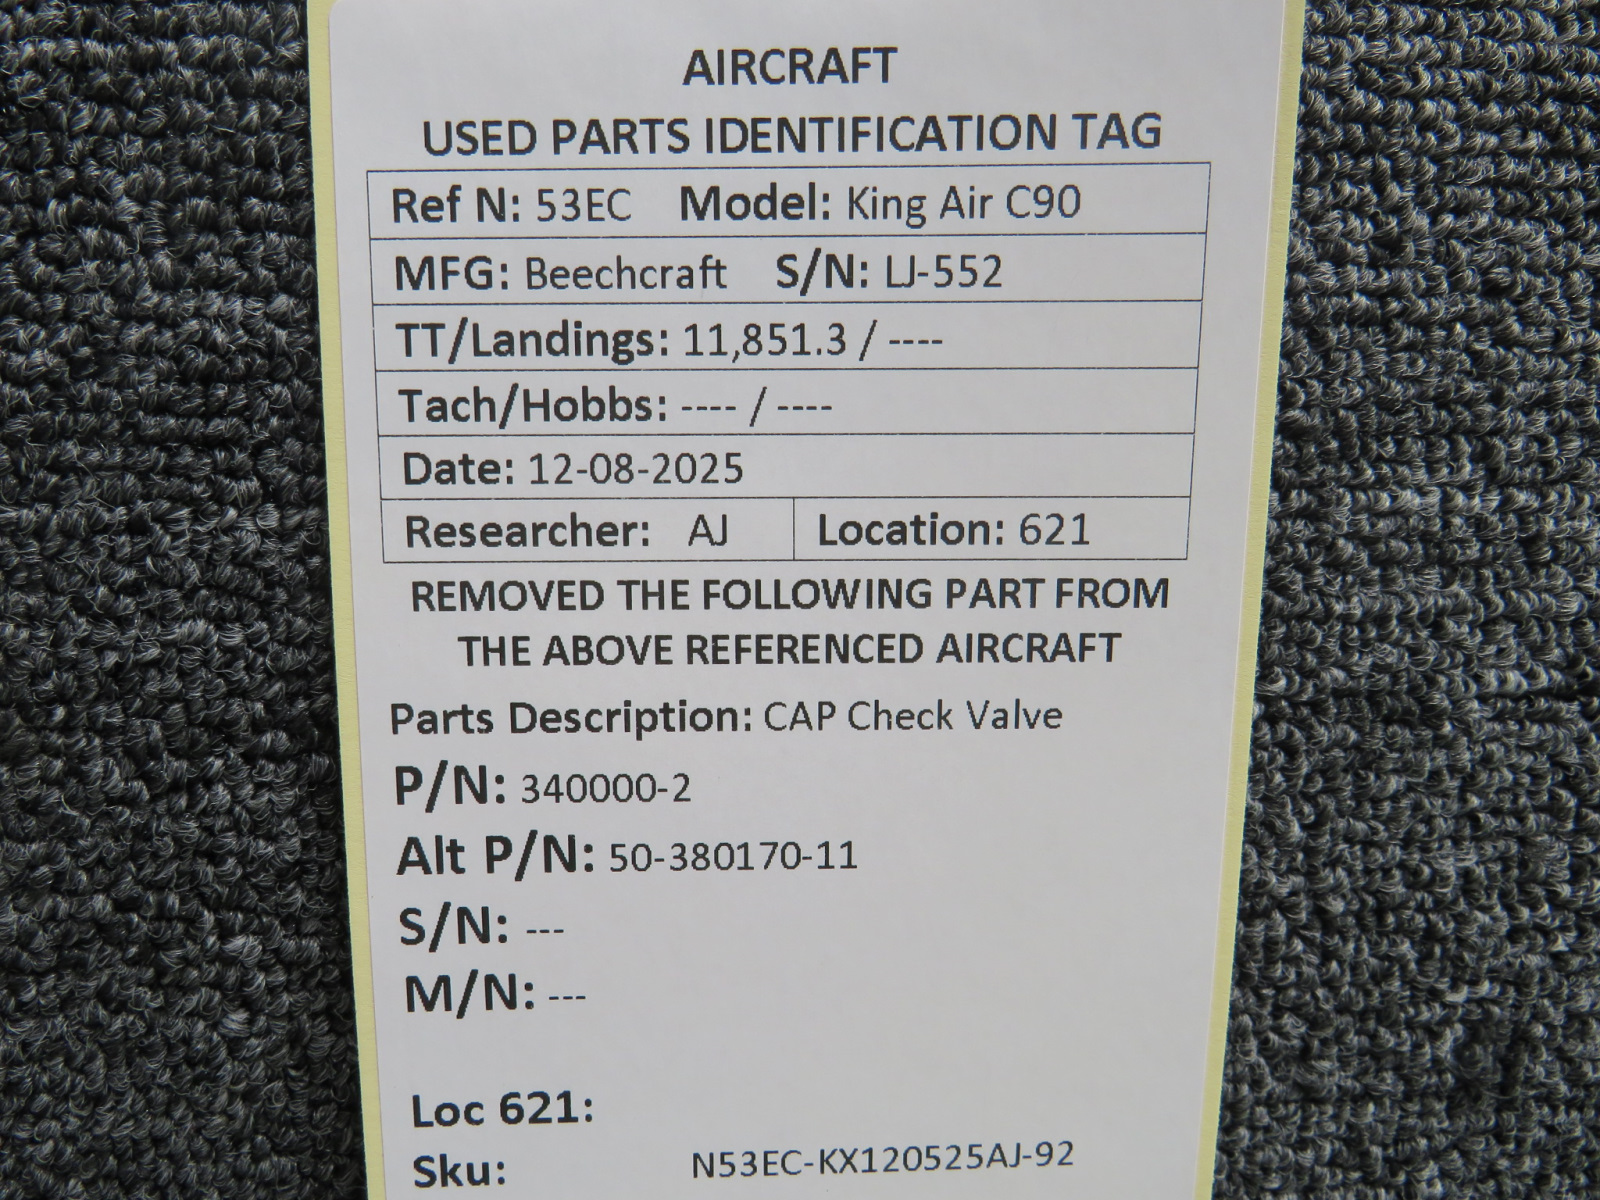 AIRCRAFT
USED PARTS IDENTIFICATION TAG
Ref N: 53EC Model: King Air C90
MFG: Beechcraft S/N: LJ-552
TT/Landings: 11,851.3 / ----
Tach/Hobbs: ---- / ----
Date: 12-08-2025
Researcher: AJ Location: 621
REMOVED THE FOLLOWING PART FROM
THE ABOVE REFERENCED AIRCRAFT
Parts Description: CAP Check Valve
P/N: 340000-2
Alt P/N: 50-380170-11
S/N: ---
M/N: ---
Loc 621:
Sku: N53EC-KX120525AJ-92